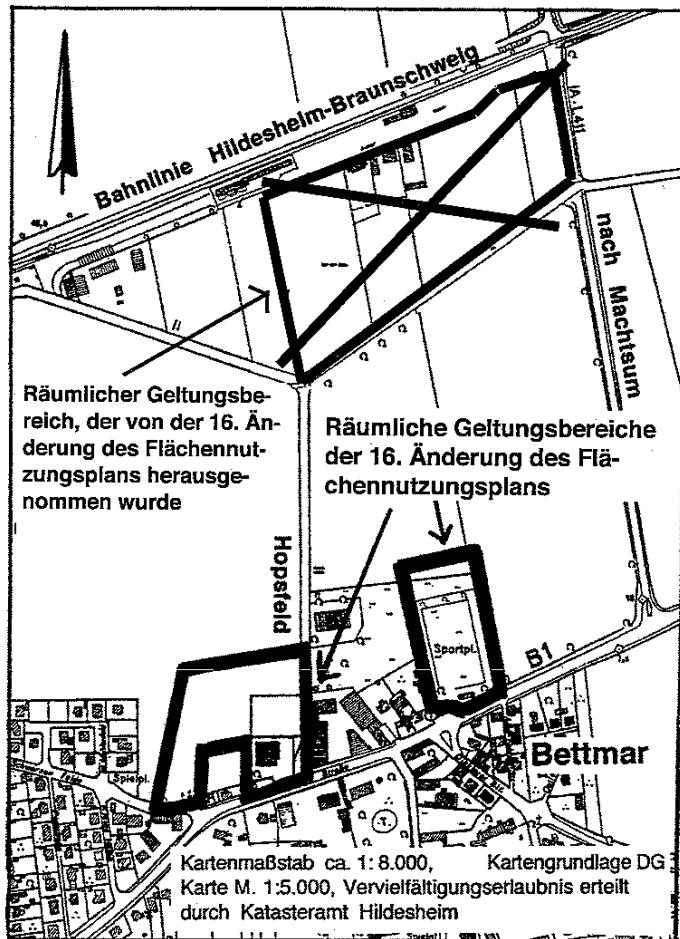 Bahnlinie Hildesheim-Braunschweig
nach Machtsum
Räumlicher Geltungsbe-
reich, der von der 16. Än-
derung des Flächennut-
zungsplans herausge-
nommen wurde
Räumliche Geltungsbereiche
der 16. Änderung des Flä-
chennutzungsplans
Hopsfeld
Sportpl.
B1
Bettmar
Spielpl.
Kartenmaßstab ca. 1: 8.000, Kartengrundlage DG
Karte M. 1:5.000, Vervielfältigungserlaubnis erteilt
durch Katasteramt Hildesheim